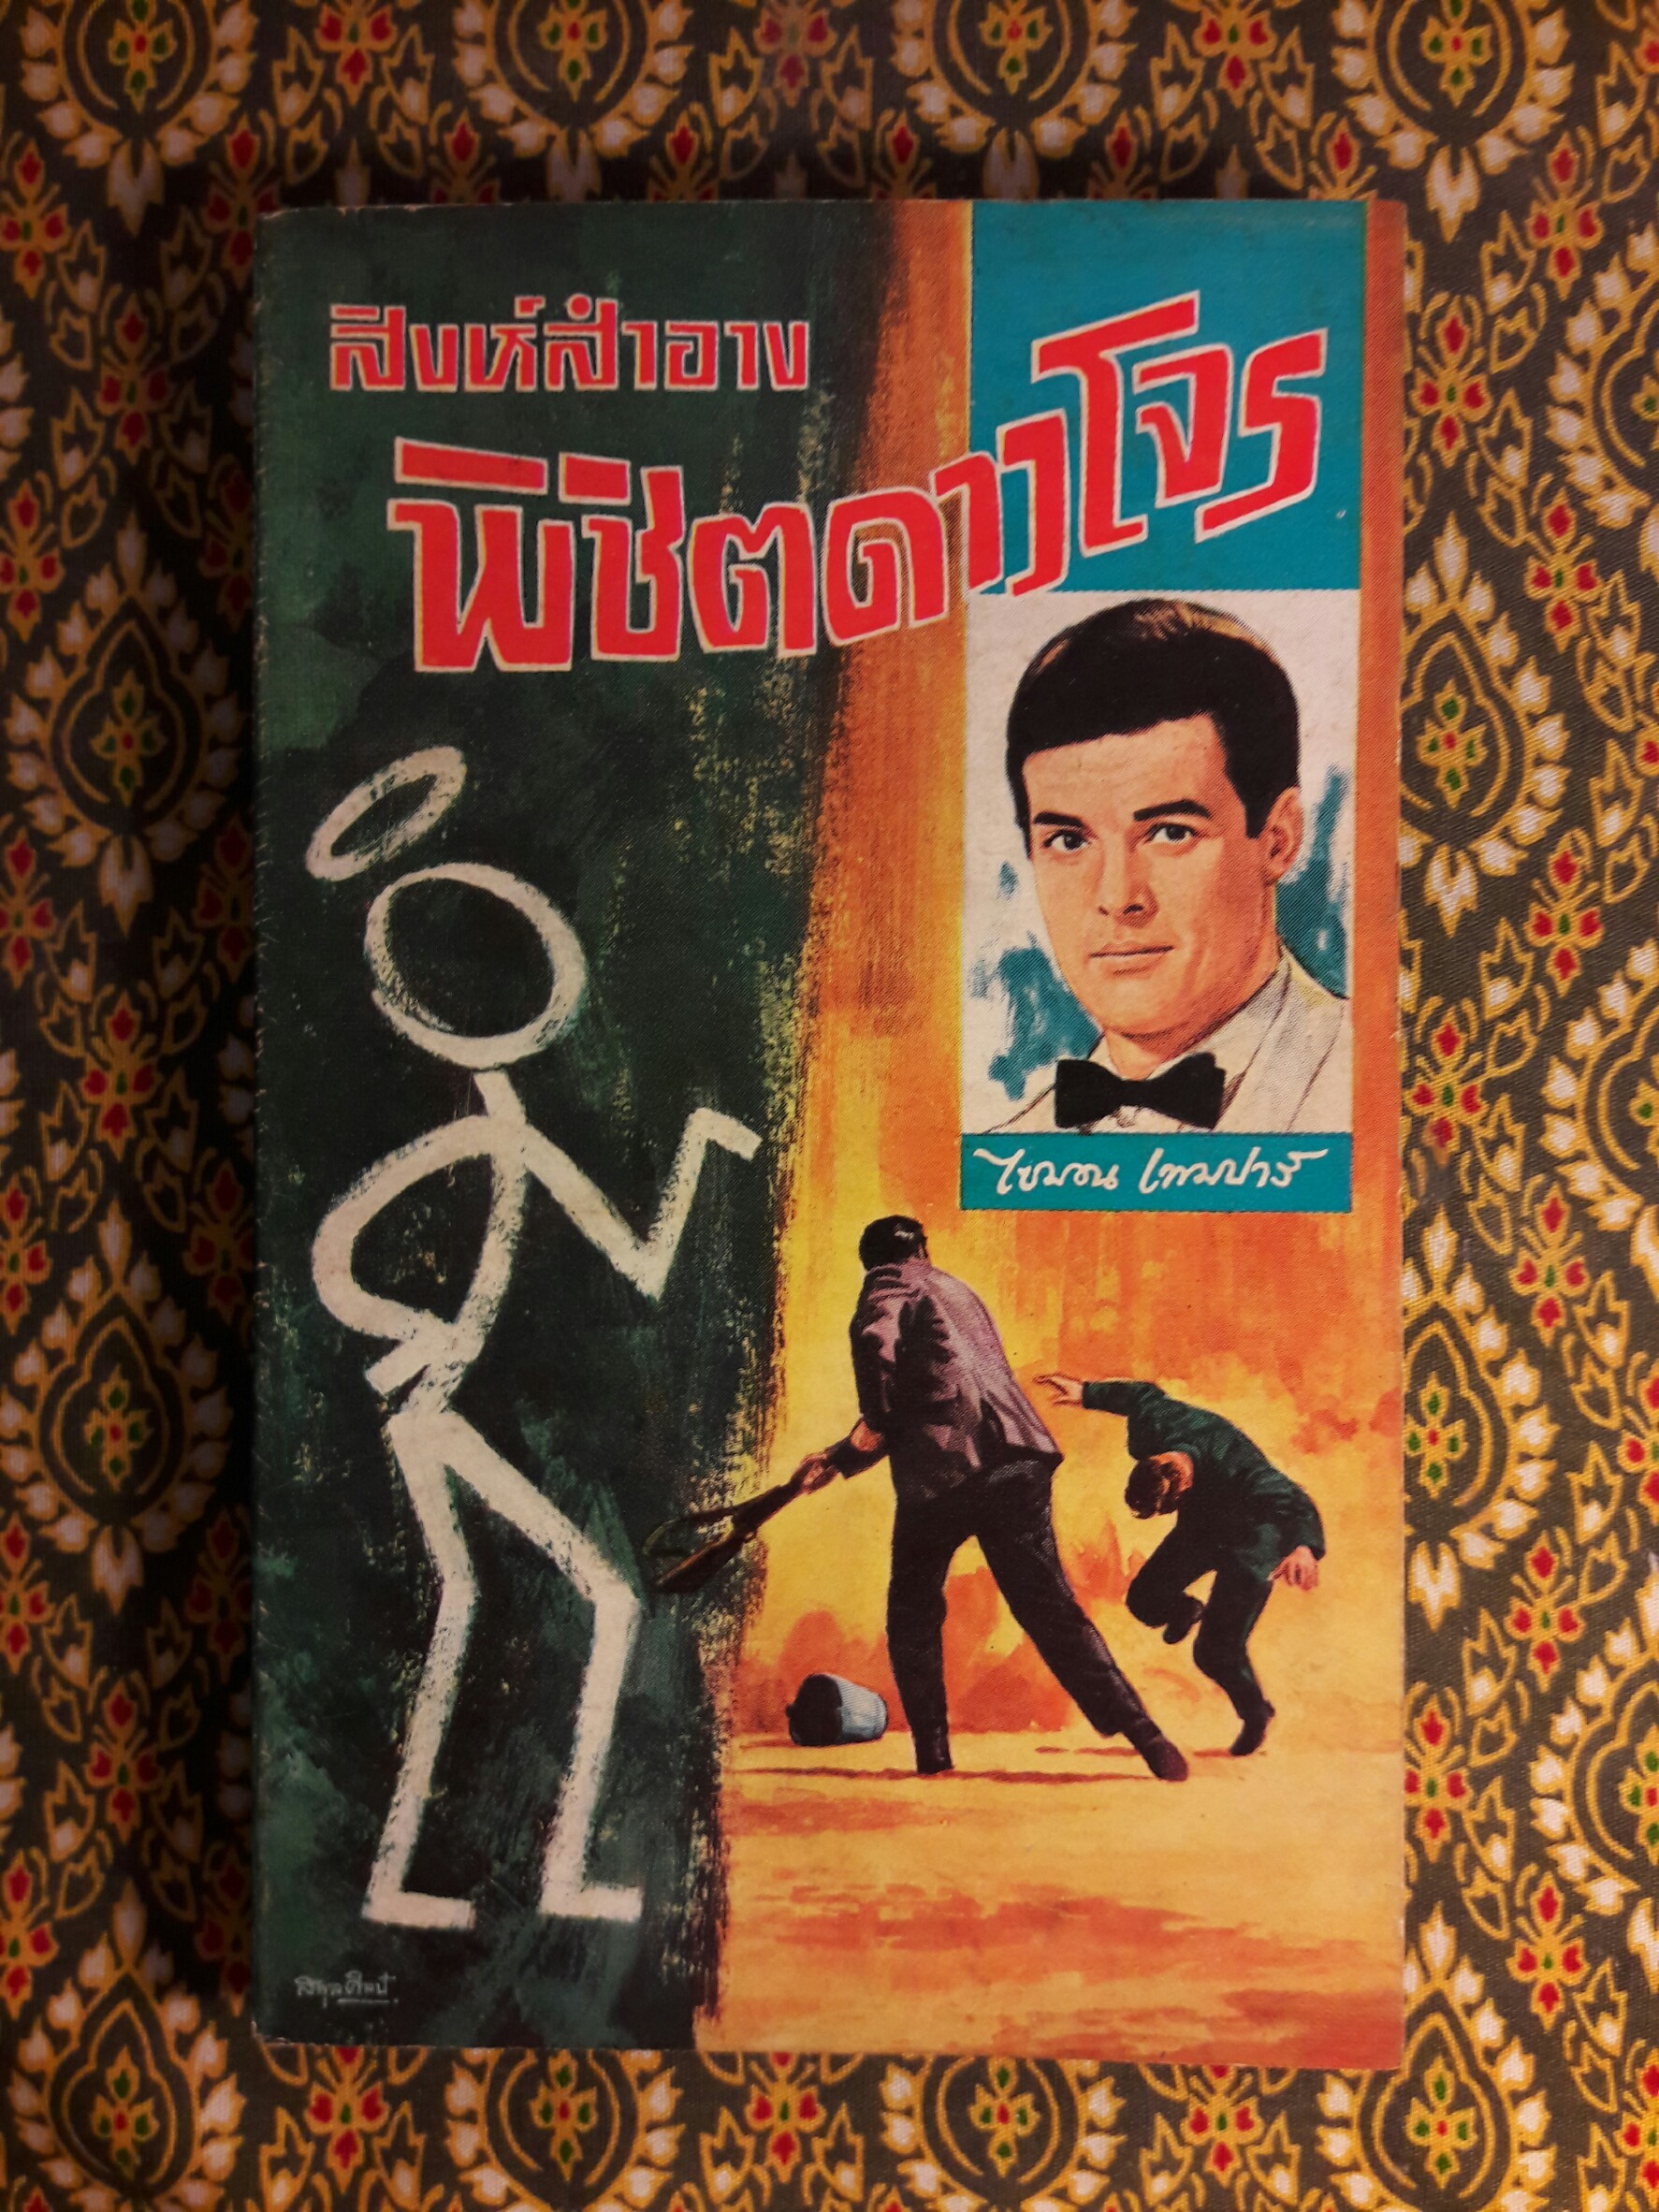 สิงห์สำอาง
พิชิตดาวโจร
ไซมอน เทมปลาร์